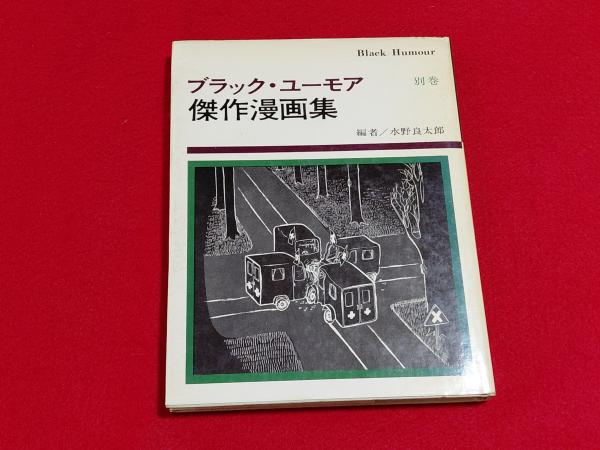 Black Humour
ブラック・ユーモア 別巻
傑作漫画集
編者／水野良太郎